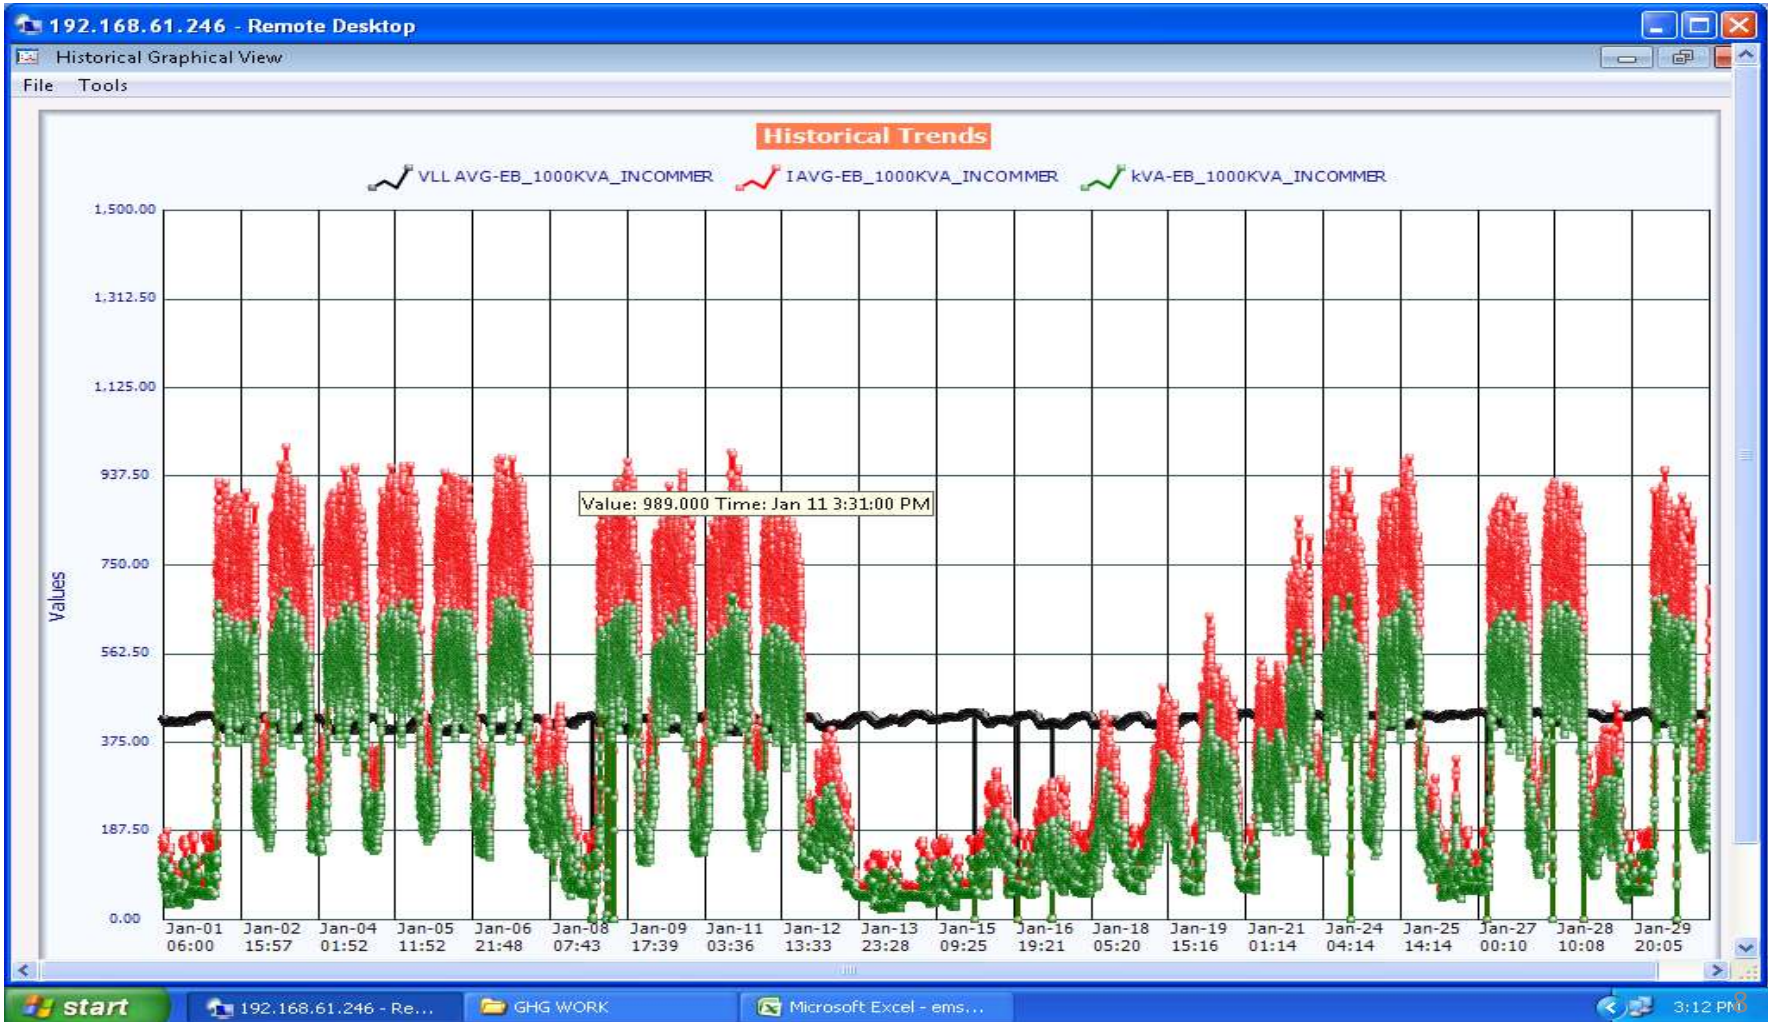 192.168.61.246 - Remote Desktop
Historical Graphical View
File Tools
Historical Trends
VLL AVG-EB_1000KVA_INCOMMER I AVG-EB_1000KVA_INCOMMER kVA-EB_1000KVA_INCOMMER
1,500.00
1,312.50
1,125.00
937.50
Value: 989.000 Time: Jan 11 3:31:00 PM
750.00
Values
562.50
375.00
187.50
0.00
Jan-01 Jan-02 Jan-04 Jan-05 Jan-06 Jan-08 Jan-09 Jan-11 Jan-12 Jan-13 Jan-15 Jan-16 Jan-18 Jan-19 Jan-21 Jan-24 Jan-25 Jan-27 Jan-28 Jan-29
06:00 15:57 01:52 11:52 21:48 07:43 17:39 03:36 13:33 23:28 09:25 19:21 05:20 15:16 01:14 04:14 14:14 00:10 10:08 20:05
start 192.168.61.246 - Re... GHG WORK Microsoft Excel - ems... 3:12 PM 8